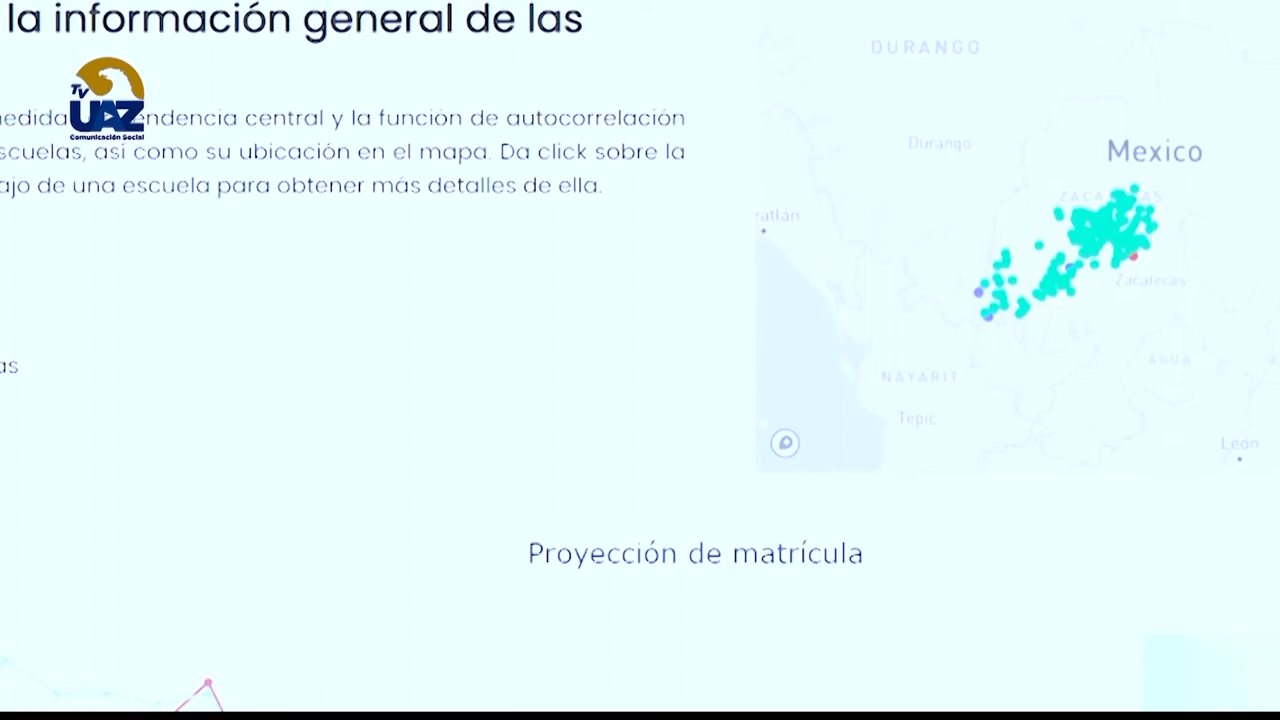 la información general de las
TV
UAZ
Comunicación Social
endencia central y la función de autocorrelación
scuelas, así como su ubicación en el mapa. Da click sobre la
ajo de una escuela para obtener más detalles de ella.
as
DURANGO
Durango
Mexico
atlán
Zacatecas
NAYARIT
AGUA
Tepic
León
Proyección de matrícula